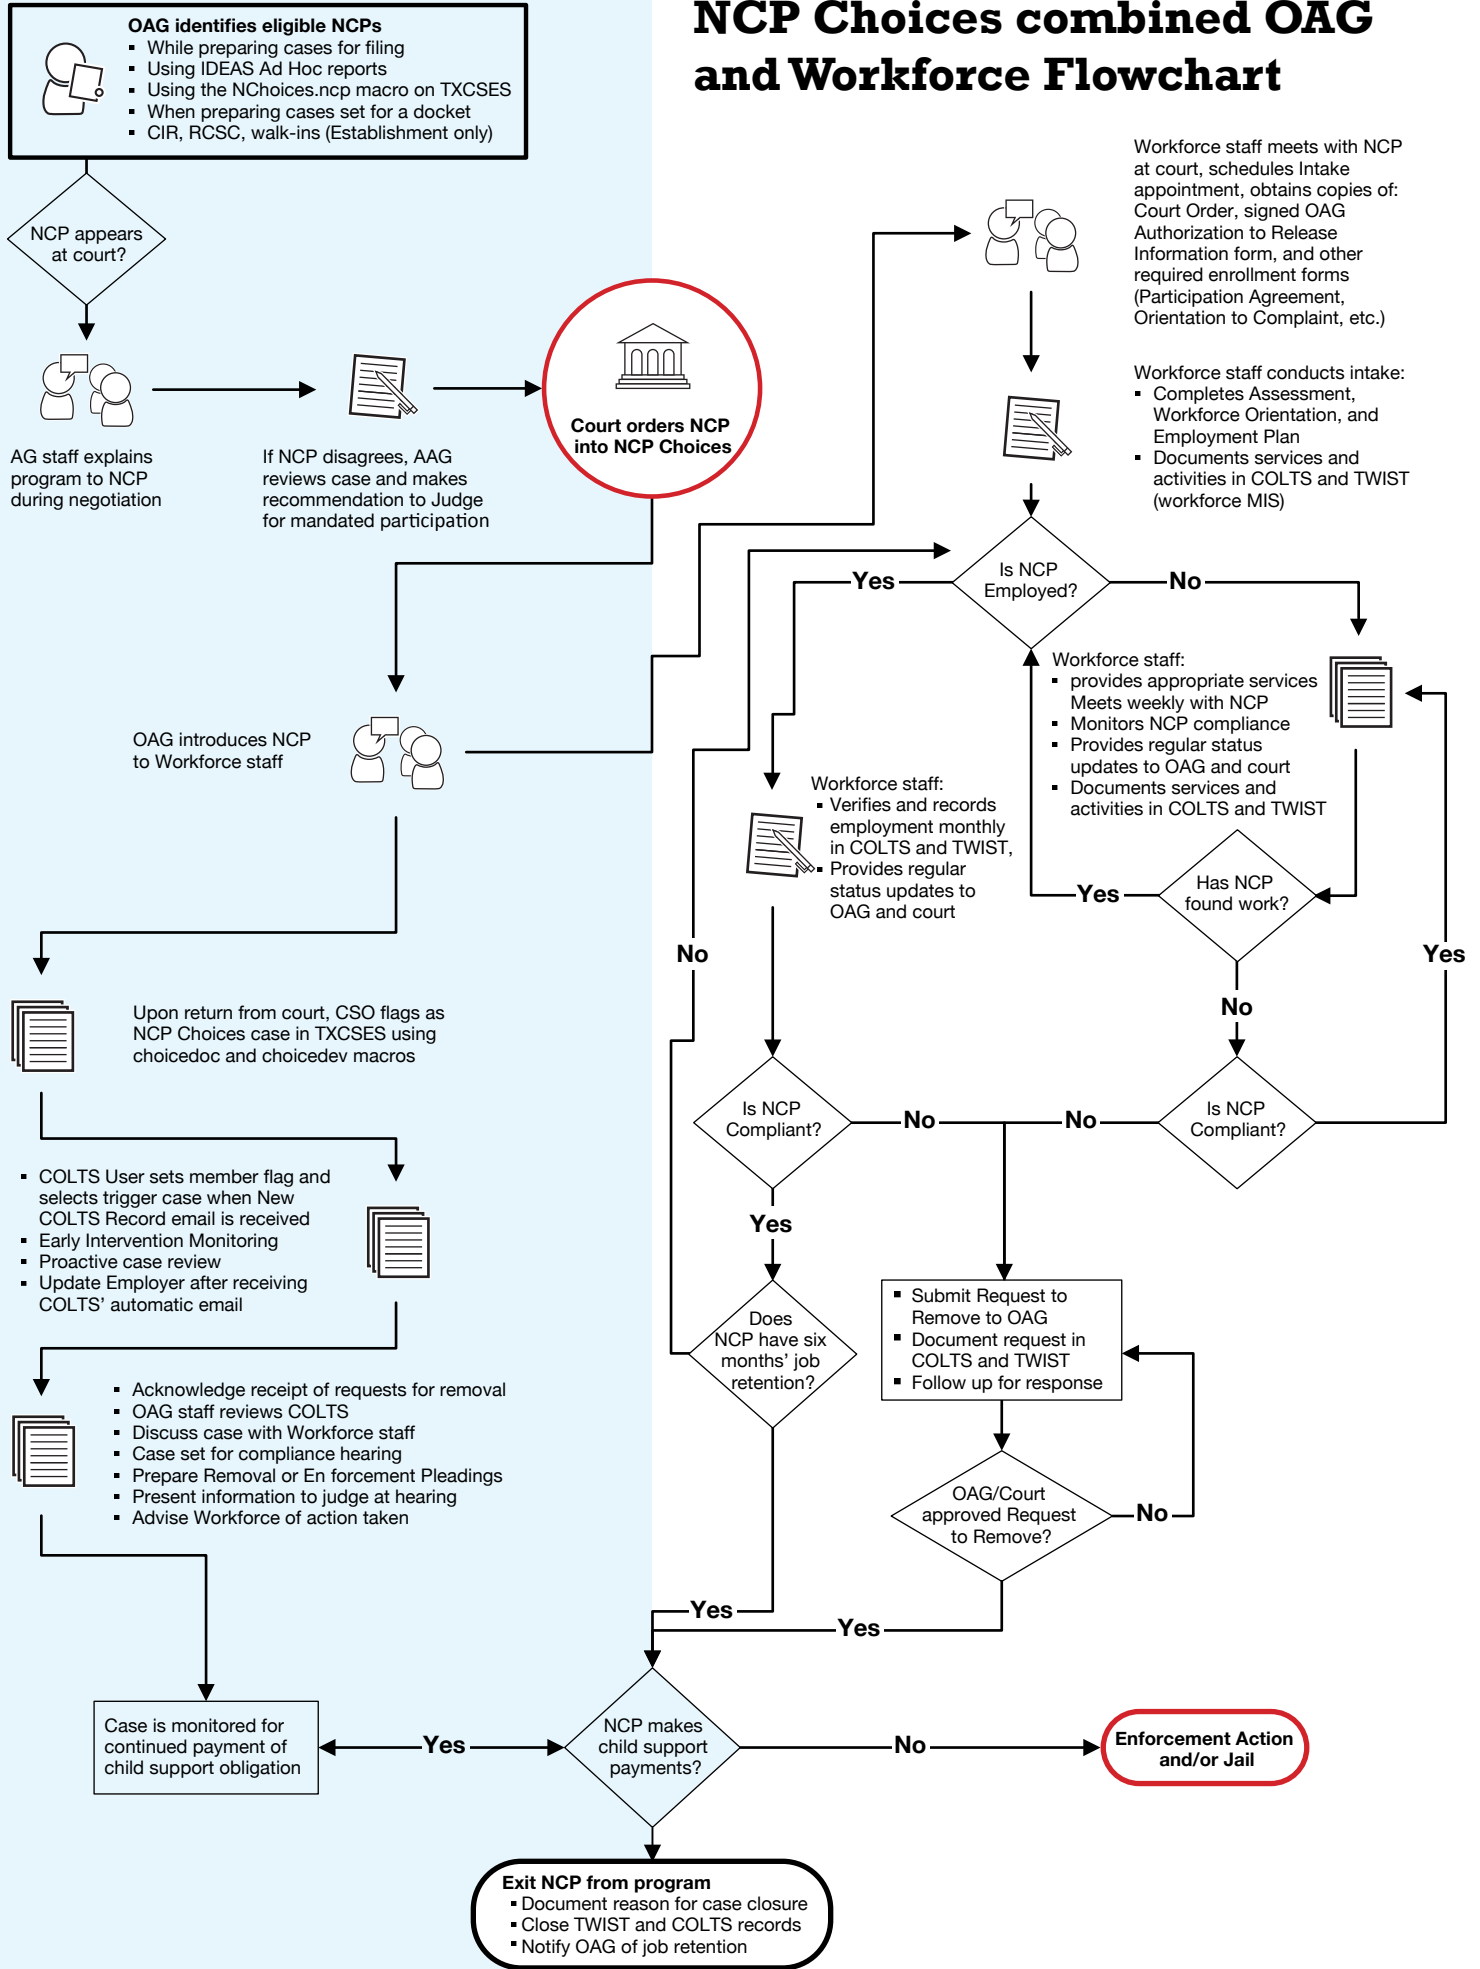 NCP Choices combined OAG
and Workforce Flowchart
OAG identifies eligible NCPs
▪ While preparing cases for filing
▪ Using IDEAS Ad Hoc reports
▪ Using the NChoices.ncp macro on TXCSES
▪ When preparing cases set for a docket
▪ CIR, RCSC, walk-ins (Establishment only)
NCP appears
at court?
AG staff explains
program to NCP
during negotiation
If NCP disagrees, AAG
reviews case and makes
recommendation to Judge
for mandated participation
Court orders NCP
into NCP Choices
OAG introduces NCP
to Workforce staff
Upon return from court, CSO flags as
NCP Choices case in TXCSES using
choicedoc and choicedev macros
▪ COLTS User sets member flag and
selects trigger case when New
COLTS Record email is received
▪ Early Intervention Monitoring
▪ Proactive case review
▪ Update Employer after receiving
COLTS’ automatic email
▪ Acknowledge receipt of requests for removal
▪ OAG staff reviews COLTS
▪ Discuss case with Workforce staff
▪ Case set for compliance hearing
▪ Prepare Removal or En forcement Pleadings
▪ Present information to judge at hearing
▪ Advise Workforce of action taken
Case is monitored for
continued payment of
child support obligation
Workforce staff meets with NCP
at court, schedules Intake
appointment, obtains copies of:
Court Order, signed OAG
Authorization to Release
Information form, and other
required enrollment forms
(Participation Agreement,
Orientation to Complaint, etc.)
Workforce staff conducts intake:
▪ Completes Assessment,
Workforce Orientation, and
Employment Plan
▪ Documents services and
activities in COLTS and TWIST
(workforce MIS)
Is NCP
Employed?
Yes
No
Workforce staff:
▪ provides appropriate services
Meets weekly with NCP
▪ Monitors NCP compliance
▪ Provides regular status
updates to OAG and court
▪ Documents services and
activities in COLTS and TWIST
Workforce staff:
▪ Verifies and records
employment monthly
in COLTS and TWIST,
▪ Provides regular
status updates to
OAG and court
Has NCP
found work?
Yes
No
Yes
No
Is NCP
Compliant?
No
No
Is NCP
Compliant?
Yes
Does
NCP have six
months’ job
retention?
▪ Submit Request to
Remove to OAG
▪ Document request in
COLTS and TWIST
▪ Follow up for response
OAG/Court
approved Request
to Remove?
No
Yes
Yes
NCP makes
child support
payments?
Yes
No
Enforcement Action
and/or Jail
Exit NCP from program
▪ Document reason for case closure
▪ Close TWIST and COLTS records
▪ Notify OAG of job retention